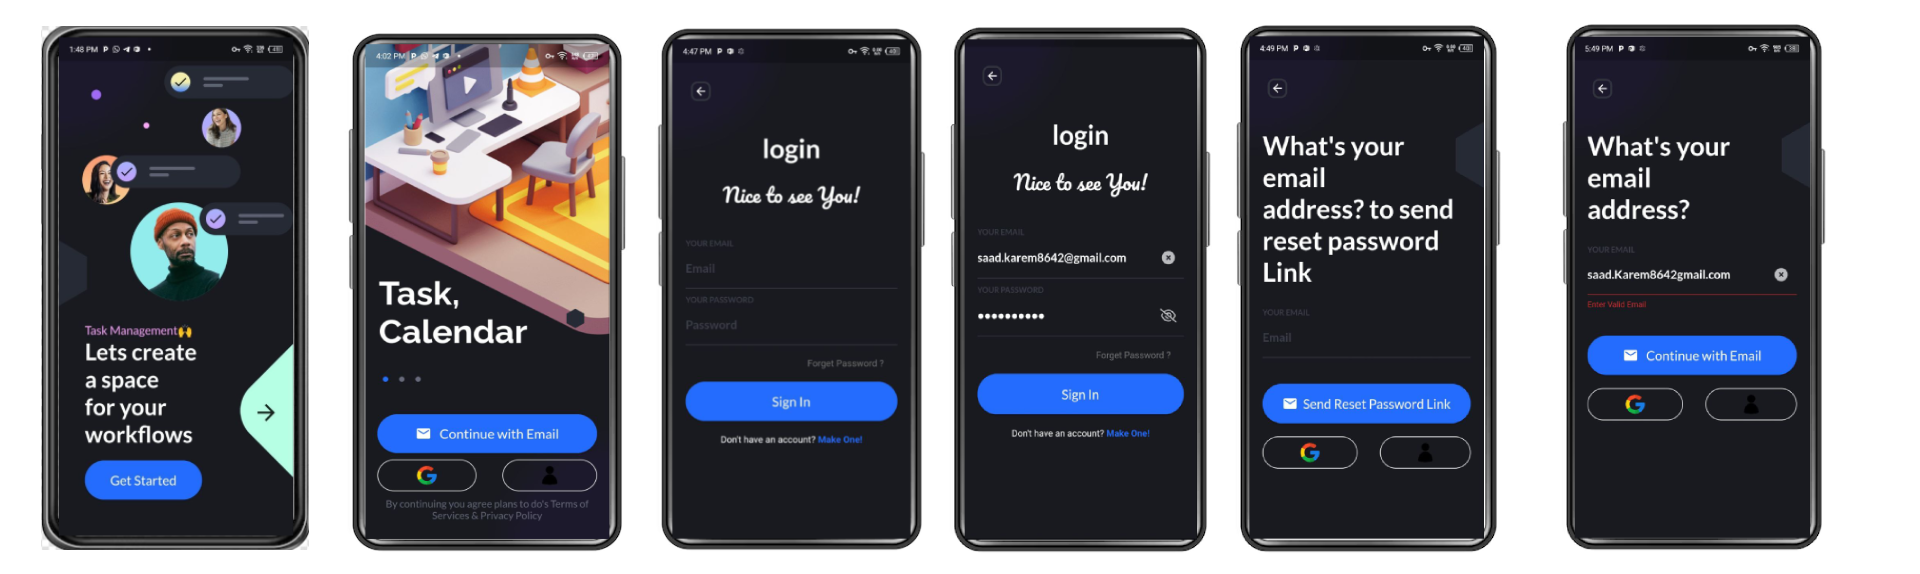 1:48 PM
Task Management🙌
Lets create
a space
for your
workflows
Get Started
4:02 PM
Task,
Calendar
Continue with Email
By continuing you agree plans to do's Terms of
Services & Privacy Policy
4:47 PM
login
Nice to see You!
YOUR EMAIL
Email
YOUR PASSWORD
Password
Forget Password ?
Sign In
Don't have an account? Make One!
login
Nice to see You!
YOUR EMAIL
saad.karem8642@gmail.com
YOUR PASSWORD
••••••••••
Forget Password ?
Sign In
Don't have an account? Make One!
4:49 PM
What's your
email
address? to send
reset password
Link
YOUR EMAIL
Email
Send Reset Password Link
5:49 PM
What's your
email
address?
YOUR EMAIL
saad.Karem8642gmail.com
Enter Valid Email
Continue with Email